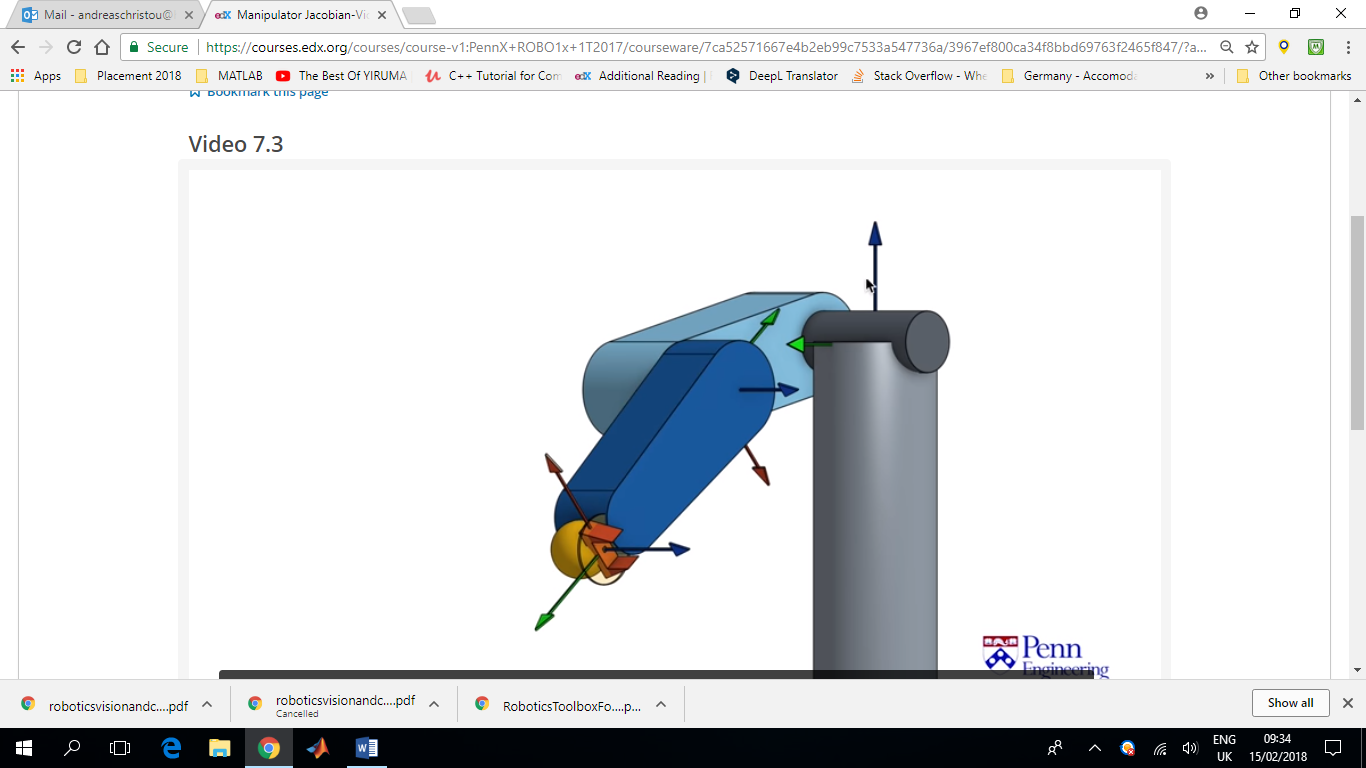 Mail - andreaschristou@
edX Manipulator Jacobian-Vi
Secure
https://courses.edx.org/courses/course-v1:PennX+ROBO1x+1T2017/courseware/7ca52571667e4b2eb99c7533a547736a/3967ef800ca34f8bbd69763f2465f847/?a...
Apps Placement 2018 MATLAB The Best Of YIRUMA C++ Tutorial for Com edX Additional Reading | DeepL Translator Stack Overflow - Whe Germany - Accomoda » Other bookmarks
Bookmark this page
Video 7.3
Penn
Engineering
roboticsvisionandc....pdf
roboticsvisionandc....pdf
Cancelled
RoboticsToolboxFo....p...
Show all
ENG
UK
09:34
15/02/2018